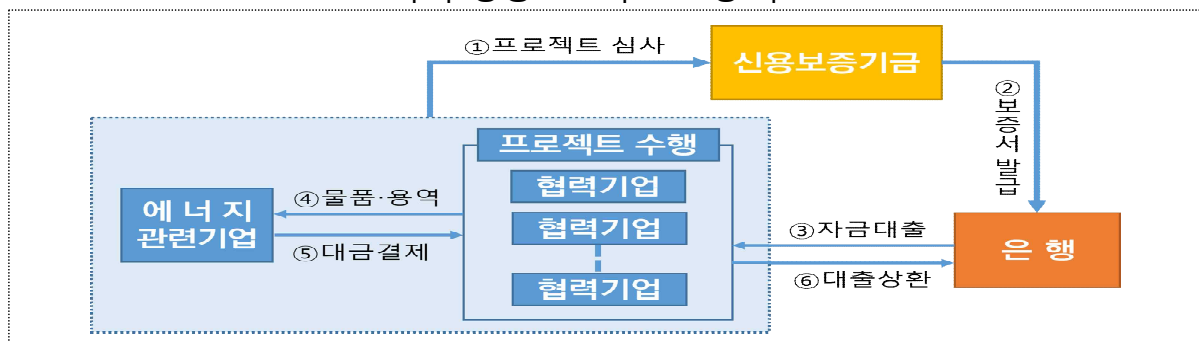 ①프로젝트 심사
신용보증기금
②보증서 발급
프로젝트 수행
협력기업
에 너 지
관련기업
④물품·용역
⑤대금결제
협력기업
협력기업
③자금대출
⑥대출상환
은 행